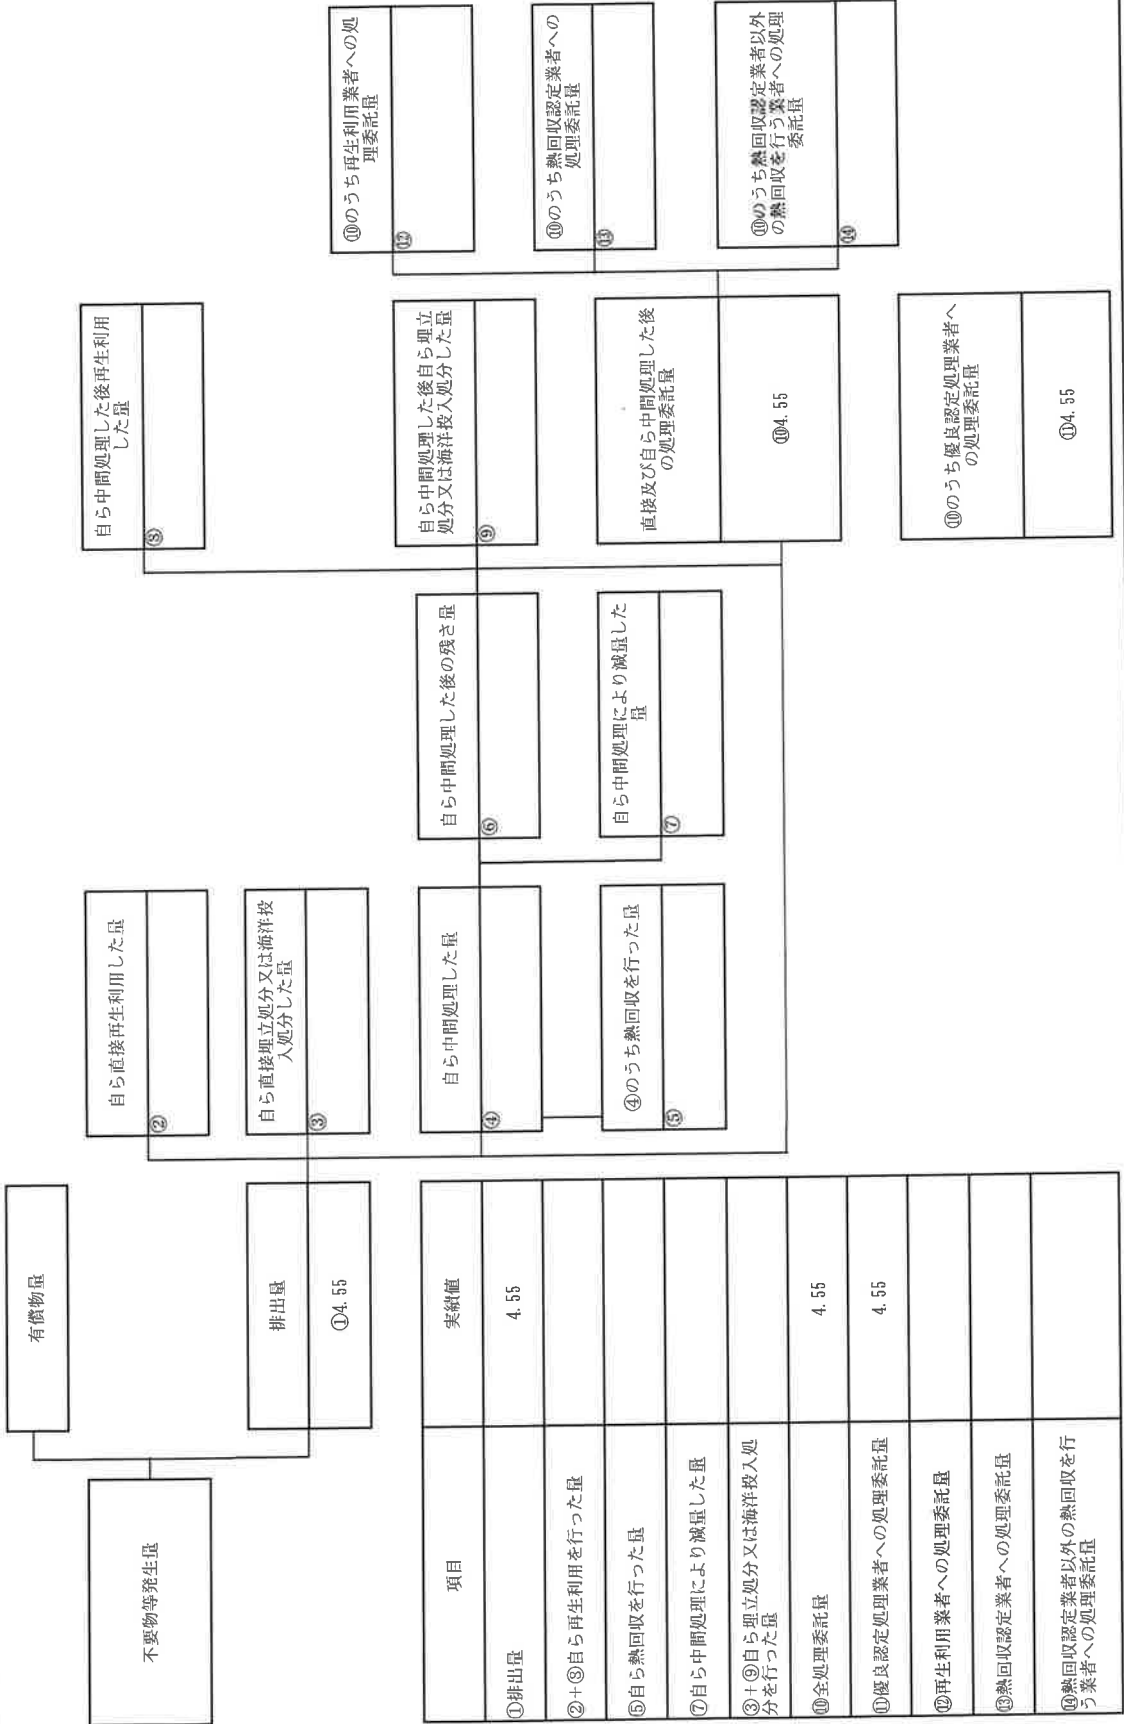 有償物量
不要物等発生量
排出量
①4.55
自ら直接再生利用した量
②
自ら直接埋立処分又は海洋投
入処分した量
③
自ら中間処理した量
④
④のうち熱回収を行った量
⑤
自ら中間処理した後の残さ量
⑥
自ら中間処理により減量した
量
⑦
自ら中間処理した後再生利用
した量
⑧
自ら中間処理した後自ら埋立
処分又は海洋投入処分した量
⑨
直接及び自ら中間処理した後
の処理委託量
⑩4.55
⑩のうち優良認定処理業者へ
の処理委託量
⑪4.55
⑩のうち再生利用業者への処
理委託量
⑫
⑩のうち熱回収認定業者への
処理委託量
⑬
⑩のうち熱回収認定業者以外
の熱回収を行う業者への処理
委託量
⑭
項目 実績値
①排出量 4.55
②+⑧自ら再生利用を行った量
⑤自ら熱回収を行った量
⑦自ら中間処理により減量した量
③+⑨自ら埋立処分又は海洋投入処
分を行った量
⑩全処理委託量 4.55
⑪優良認定処理業者への処理委託量 4.55
⑫再生利用業者への処理委託量
⑬熱回収認定業者への処理委託量
⑭熱回収認定業者以外の熱回収を行
う業者への処理委託量